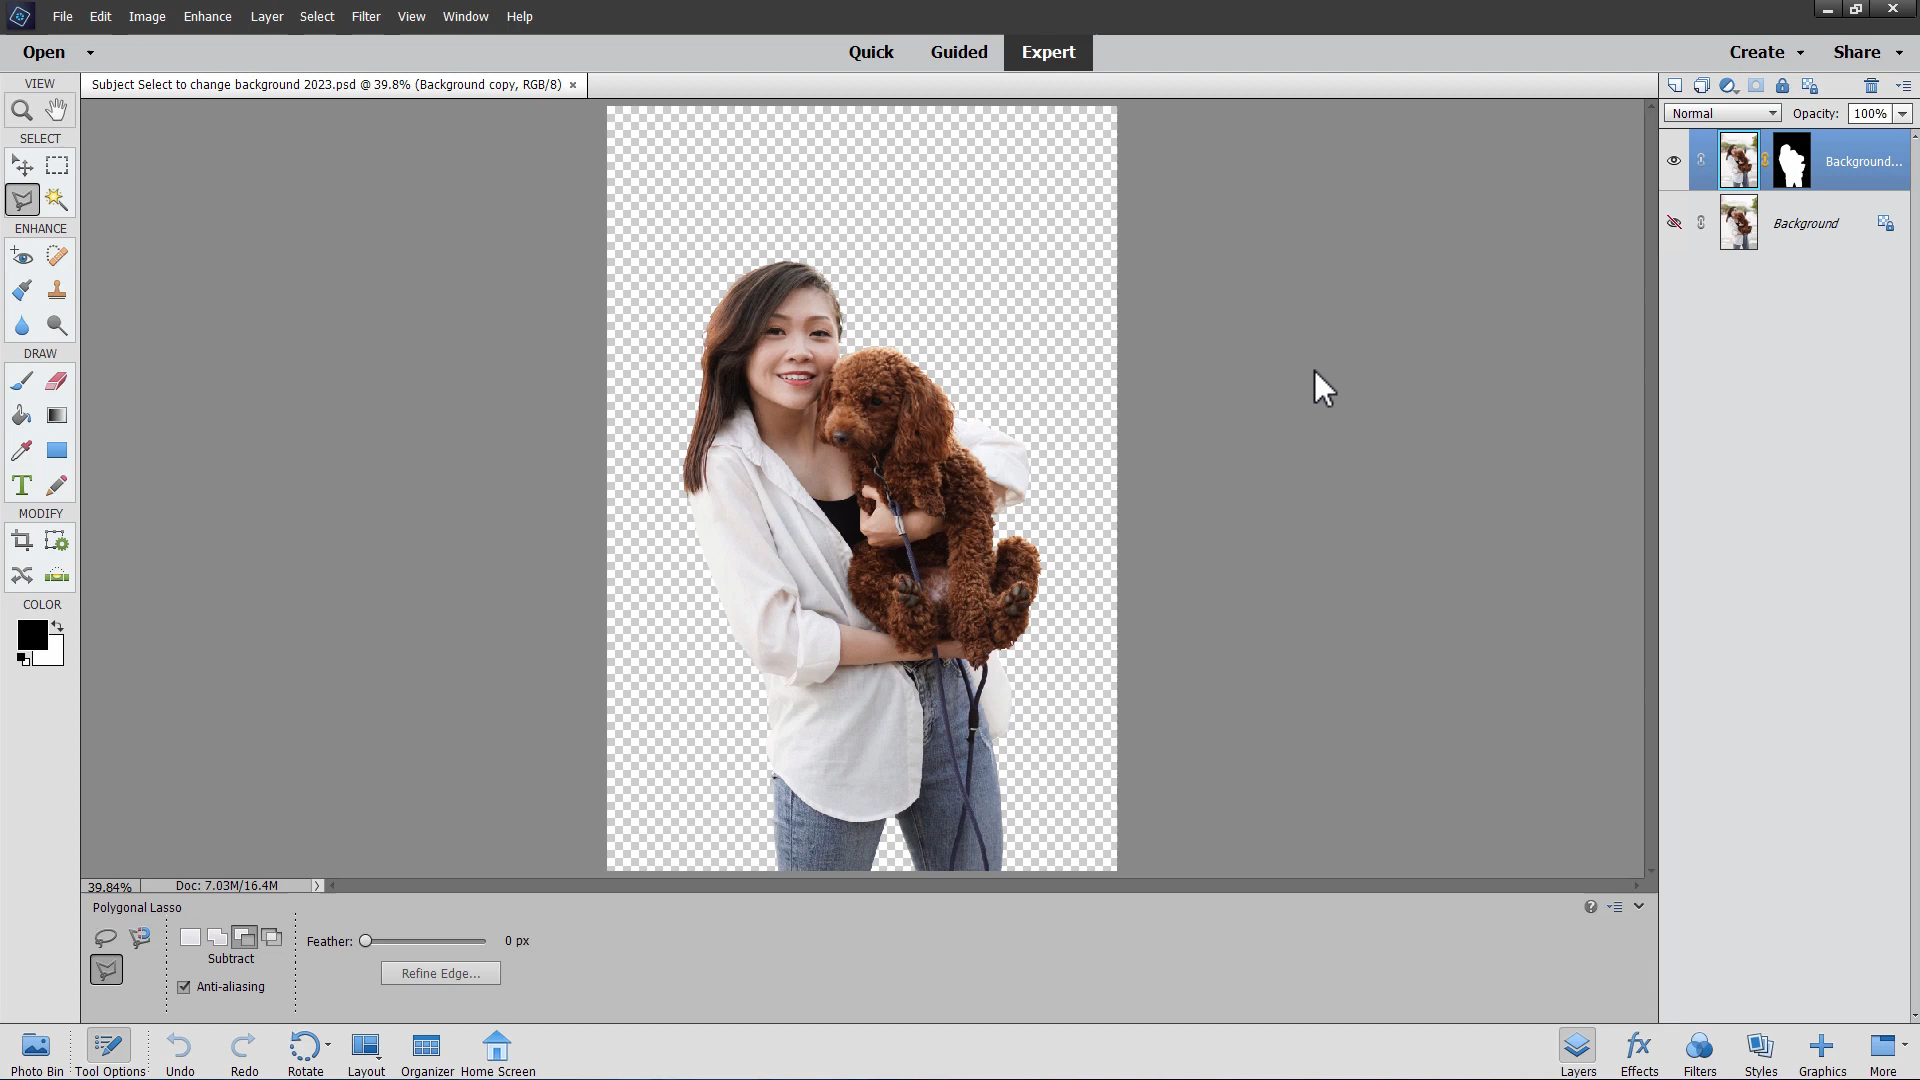 File Edit Image Enhance Layer Select Filter View Window Help
Open Quick Guided Expert Create Share
VIEW
Subject Select to change background 2023.psd @ 39.8% (Background copy, RGB/8) ×
Normal Opacity: 100%
SELECT
Background...
Background
ENHANCE
DRAW
T
MODIFY
COLOR
39.84% Doc: 7.03M/16.4M
Polygonal Lasso
Feather: 0 px
Subtract
Refine Edge...
Anti-aliasing
fx
Photo Bin Tool Options Undo Redo Rotate Layout Organizer Home Screen Layers Effects Filters Styles Graphics More